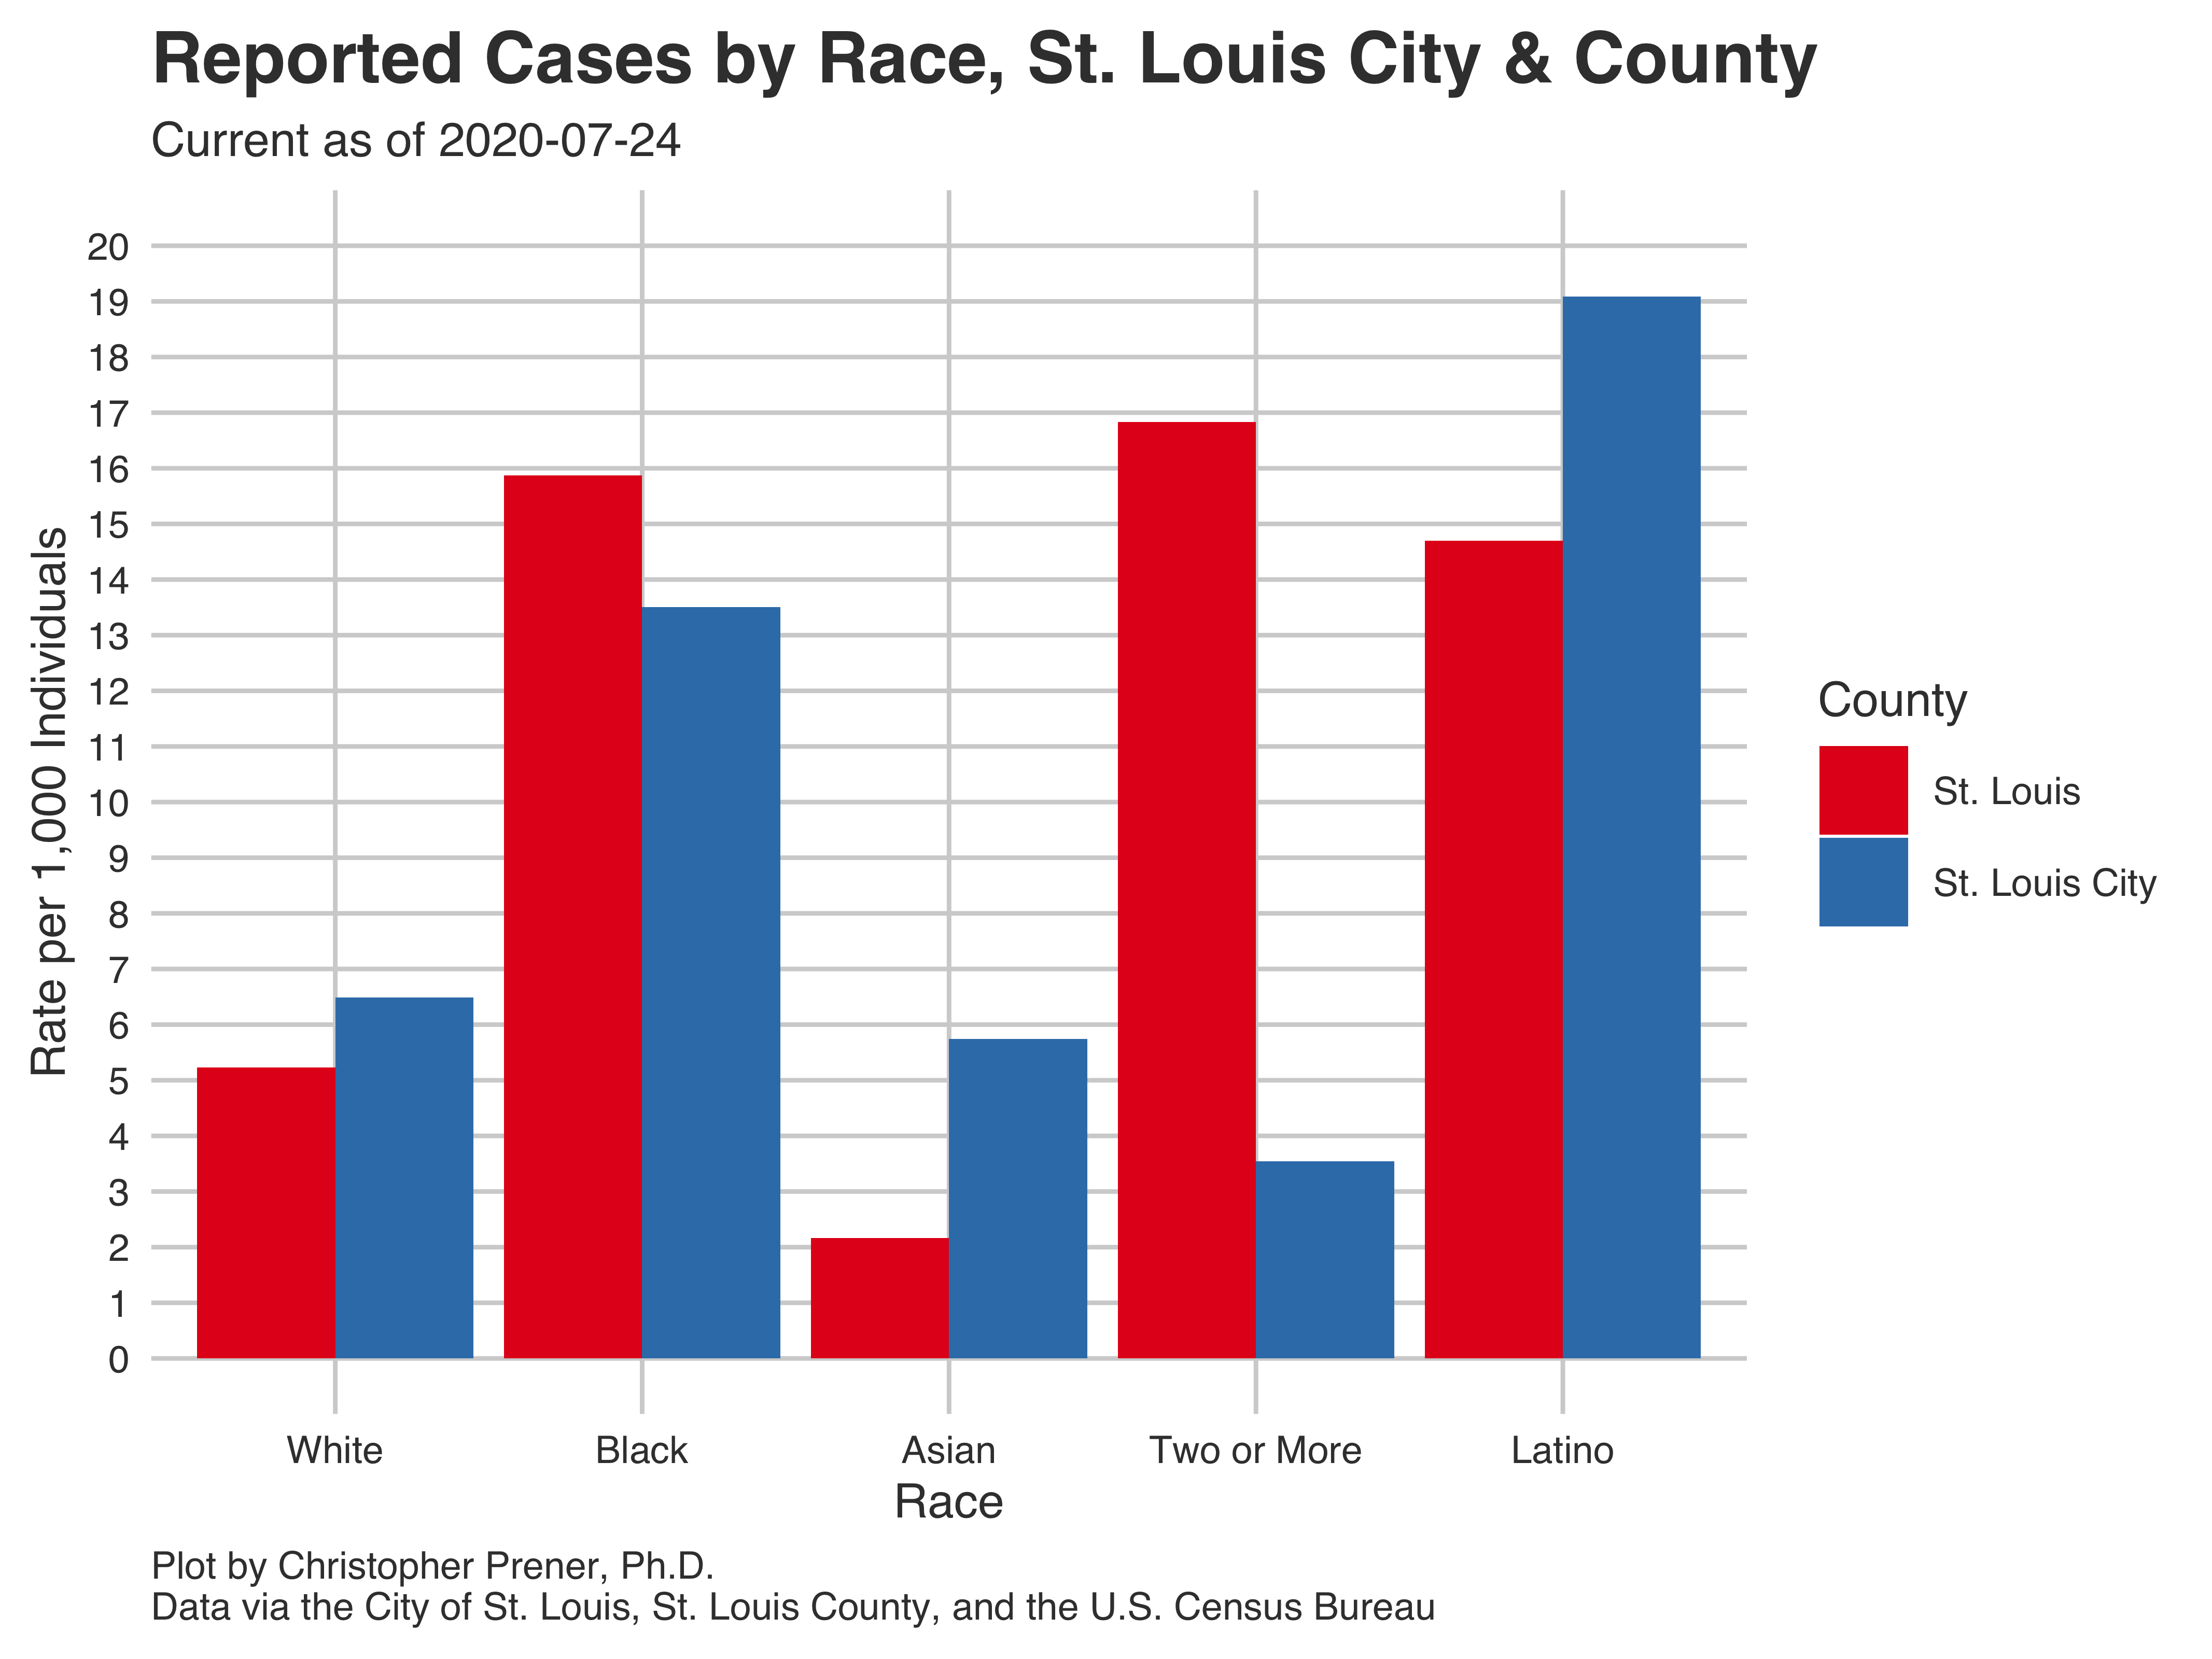 Reported Cases by Race, St. Louis City & County
Current as of 2020-07-24
20
19
18
17
16
15
14
13
12
11
10
9
8
7
6
5
4
3
2
1
0
Rate per 1,000 Individuals
White
Black
Asian
Two or More
Latino
Race
County
St. Louis
St. Louis City
Plot by Christopher Prener, Ph.D.
Data via the City of St. Louis, St. Louis County, and the U.S. Census Bureau